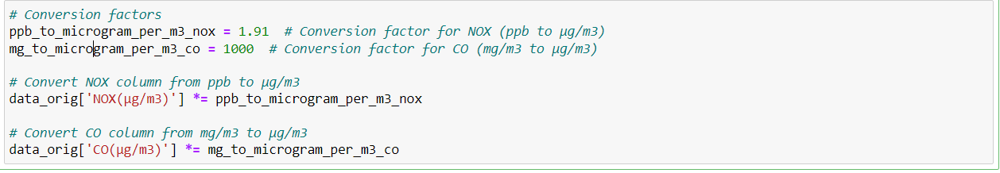 # Conversion factors
ppb_to_microgram_per_m3_nox = 1.91  # Conversion factor for NOX (ppb to µg/m3)
mg_to_microgram_per_m3_co = 1000  # Conversion factor for CO (mg/m3 to µg/m3)
# Convert NOX column from ppb to µg/m3
data_orig['NOX(µg/m3)'] *= ppb_to_microgram_per_m3_nox
# Convert CO column from mg/m3 to µg/m3
data_orig['CO(µg/m3)'] *= mg_to_microgram_per_m3_co